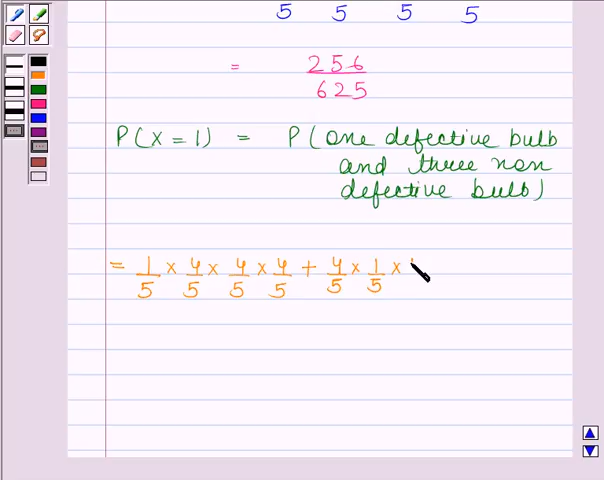 5 5 5 5
= 256/625
P(X=1) = P(one defective bulb
and three non
defective bulb)
= 1/5 × 4/5 × 4/5 × 4/5 + 4/5 × 1/5 ×